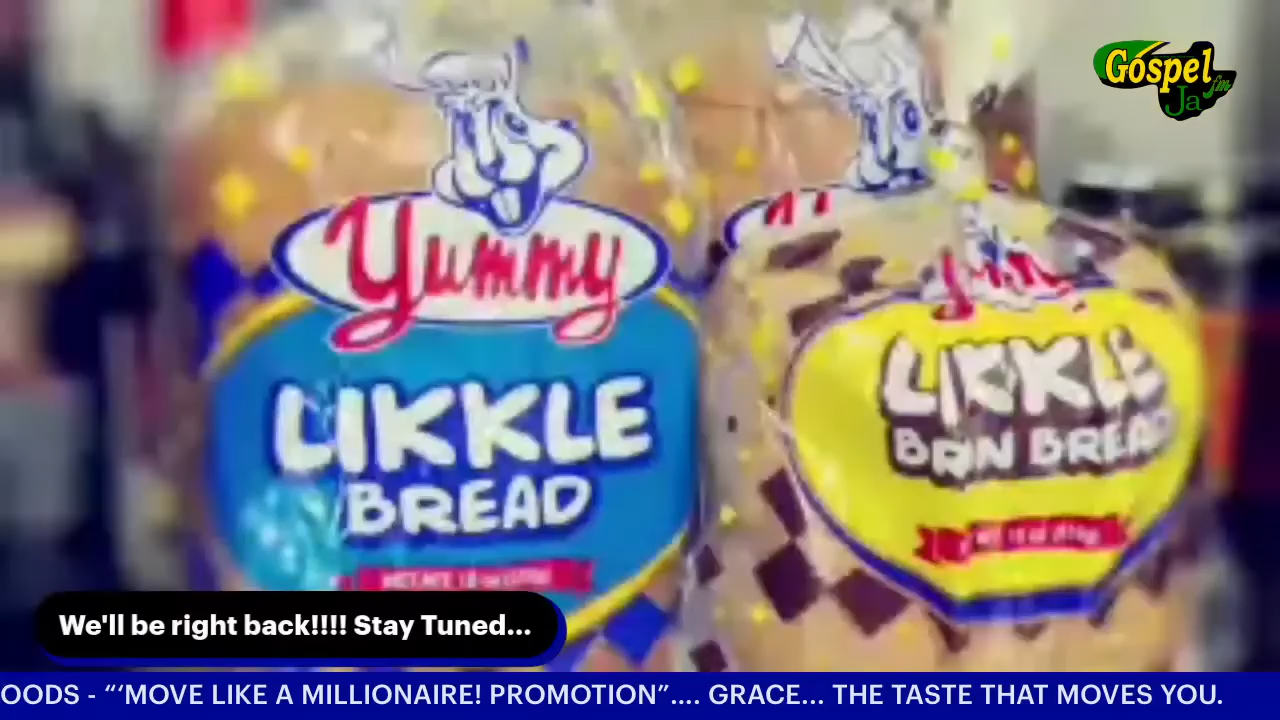 Gospel
Ja fm
Yummy
LIKKLE
BREAD
LIKKLE
BRN BREAD
We'll be right back!!!! Stay Tuned...
OODS - “‘MOVE LIKE A MILLIONAIRE! PROMOTION”.... GRACE... THE TASTE THAT MOVES YOU.